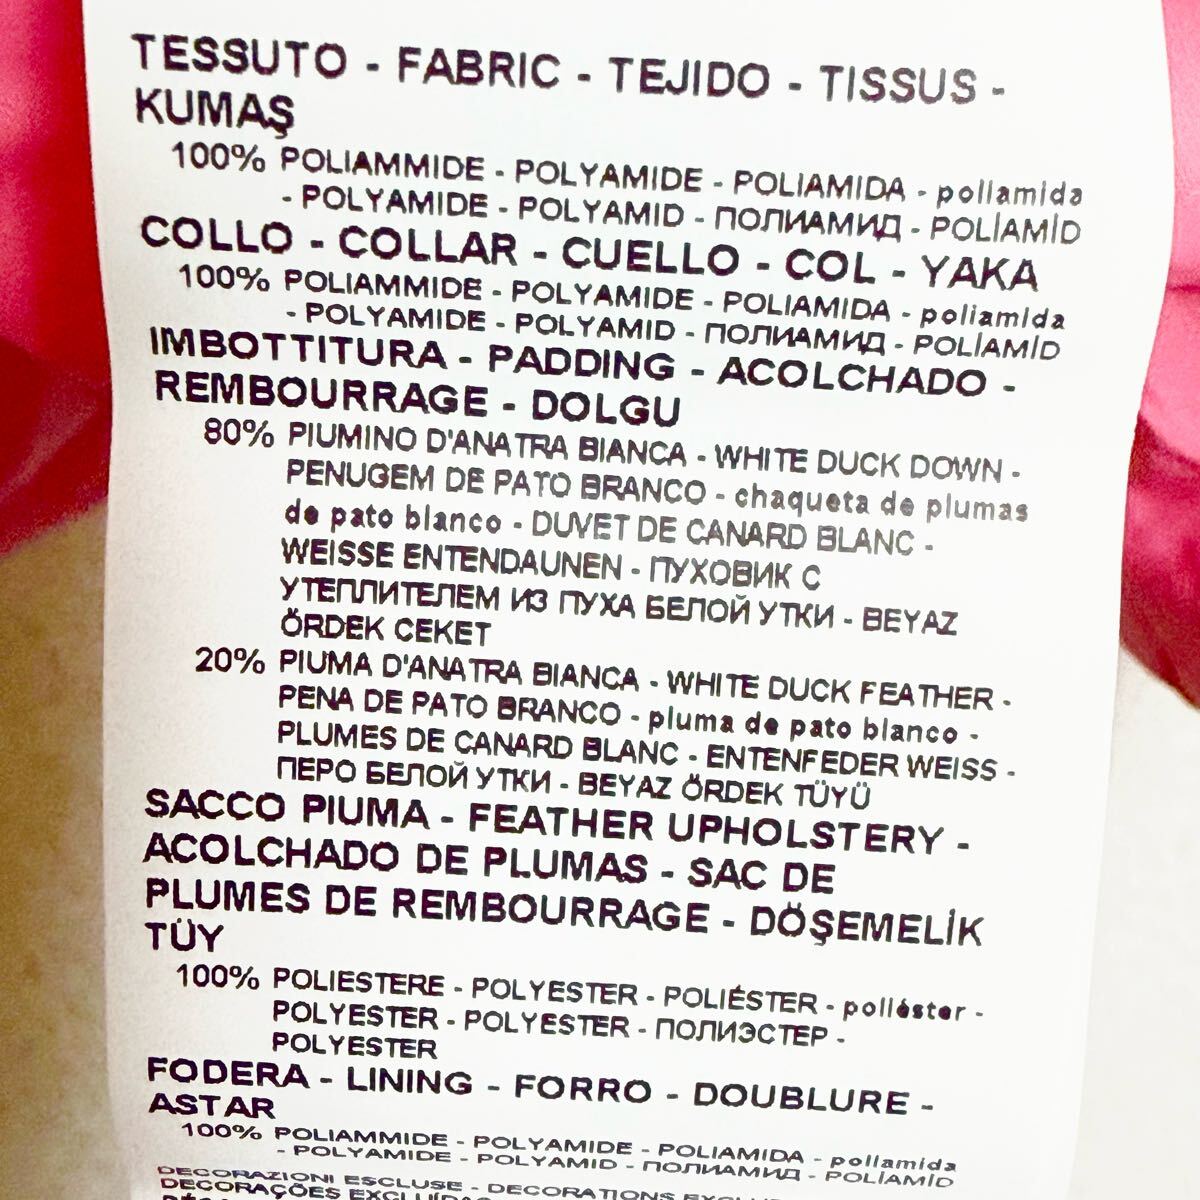 TESSUTO - FABRIC - TEJIDO - TISSUS -
KUMAŞ
100% POLIAMMIDE - POLYAMIDE - POLIAMIDA - poliamida
- POLYAMIDE - POLYAMID - ПОЛИАМИД - POLİAMİD
COLLO - COLLAR - CUELLO - COL - YAKA
100% POLIAMMIDE - POLYAMIDE - POLIAMIDA - poliamida
- POLYAMIDE - POLYAMID - ПОЛИАМИД - POLİAMİD
IMBOTTITURA - PADDING - ACOLCHADO -
REMBOURRAGE - DOLGU
80% PIUMINO D'ANATRA BIANCA - WHITE DUCK DOWN -
PENUGEM DE PATO BRANCO - chaqueta de plumas
de pato blanco - DUVET DE CANARD BLANC -
WEISSE ENTENDAUNEN - ПУХОВИК С
УТЕПЛИТЕЛЕМ ИЗ ПУХА БЕЛОЙ УТКИ - BEYAZ
ÖRDEK CEKET
20% PIUMA D'ANATRA BIANCA - WHITE DUCK FEATHER -
PENA DE PATO BRANCO - pluma de pato blanco -
PLUMES DE CANARD BLANC - ENTENFEDER WEISS -
ПЕРО БЕЛОЙ УТКИ - BEYAZ ÖRDEK TÜYÜ
SACCO PIUMA - FEATHER UPHOLSTERY -
ACOLCHADO DE PLUMAS - SAC DE
PLUMES DE REMBOURRAGE - DÖŞEMELİK
TÜY
100% POLIESTERE - POLYESTER - POLIÉSTER - poliéster -
POLYESTER - POLYESTER - ПОЛИЭСТЕР -
POLYESTER
FODERA - LINING - FORRO - DOUBLURE -
ASTAR
100% POLIAMMIDE - POLYAMIDE - POLIAMIDA - poliamida
- POLYAMIDE - POLYAMID - ПОЛИАМИД - POLİAMİD
DECORAZIONI ESCLUSE - DECORATIONS
DECORAÇÕES